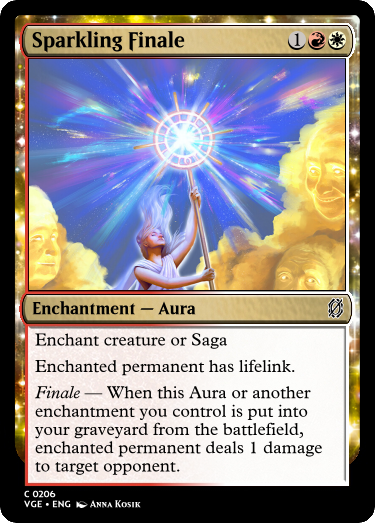 Sparkling Finale 1
Enchantment — Aura
Enchant creature or Saga
Enchanted permanent has lifelink.
Finale — When this Aura or another
enchantment you control is put into
your graveyard from the battlefield,
enchanted permanent deals 1 damage
to target opponent.
C 0206
VGE • ENG Anna Kosik